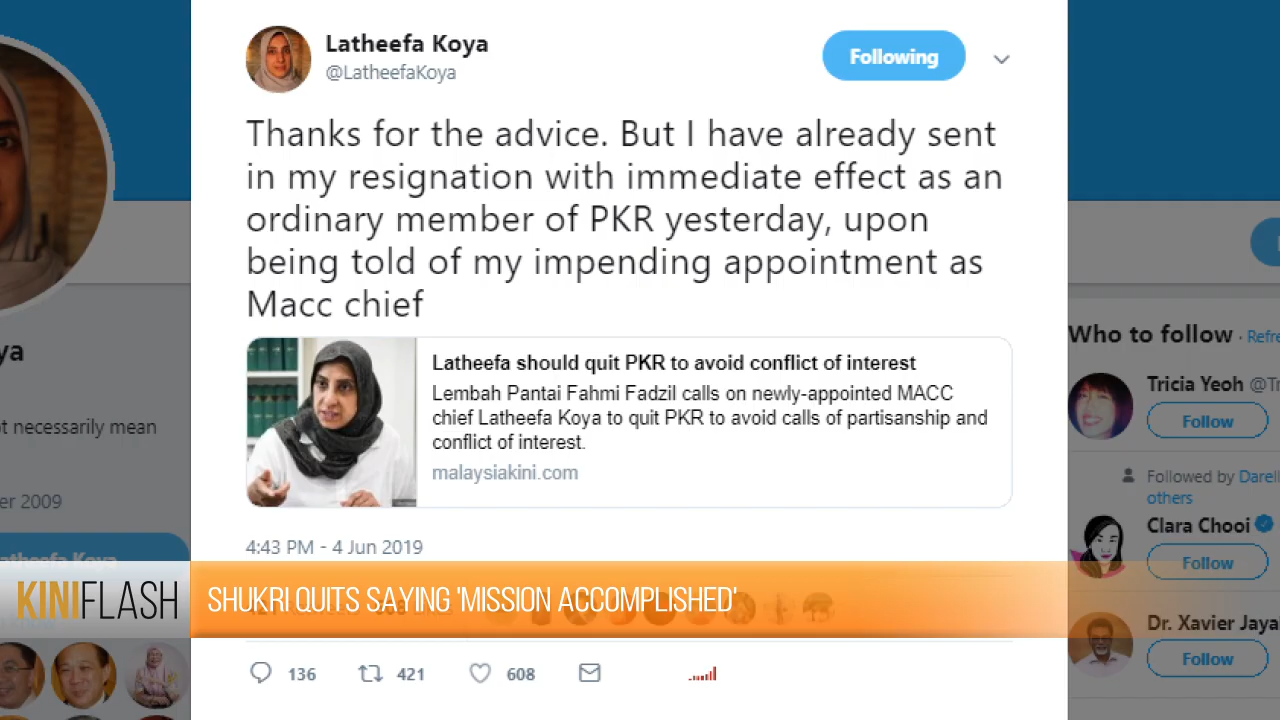 Latheefa Koya
@LatheefaKoya
Following
Thanks for the advice. But I have already sent
in my resignation with immediate effect as an
ordinary member of PKR yesterday, upon
being told of my impending appointment as
Macc chief
Latheefa should quit PKR to avoid conflict of interest
Lembah Pantai Fahmi Fadzil calls on newly-appointed MACC
chief Latheefa Koya to quit PKR to avoid calls of partisanship and
conflict of interest.
malaysiakini.com
4:43 PM - 4 Jun 2019
KINIFLASH
SHUKRI QUITS SAYING 'MISSION ACCOMPLISHED'
136 421 608
ya
ot necessarily mean
er 2009
Latheefa Koya
Who to follow · Refre
Tricia Yeoh @Tr
Follow
Followed by Darell
others
Clara Chooi
Follow
Dr. Xavier Jaya
Follow